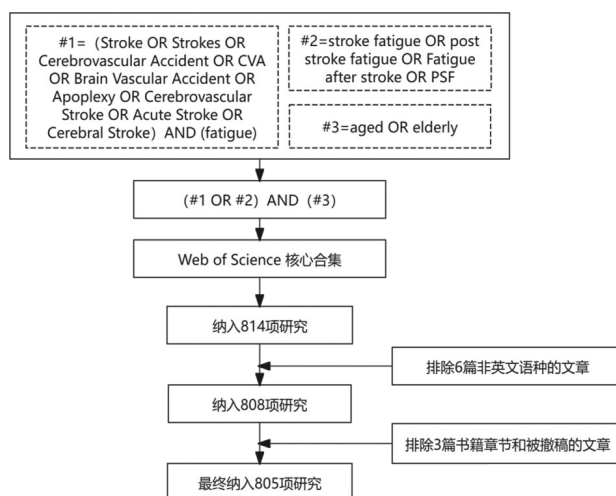 #1=（Stroke OR Strokes OR
Cerebrovascular Accident OR CVA
OR Brain Vascular Accident OR
Apoplexy OR Cerebrovascular
Stroke OR Acute Stroke OR
Cerebral Stroke）AND (fatigue)
#2=stroke fatigue OR post
stroke fatigue OR Fatigue
after stroke OR PSF
#3=aged OR elderly
（#1 OR #2）AND（#3）
Web of Science 核心合集
纳入814项研究
排除6篇非英文语种的文章
纳入808项研究
排除3篇书籍章节和被撤稿的文章
最终纳入805项研究